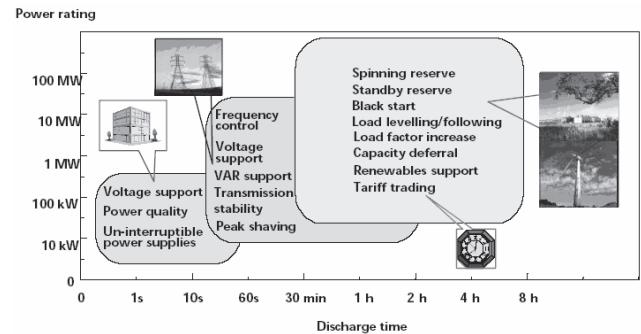 Power rating
100 MW
10 MW
1 MW
100 kW
10 kW
0
Voltage support
Power quality
Un-interruptible
power supplies
Frequency
control
Voltage
support
VAR support
Transmission
stability
Peak shaving
Spinning reserve
Standby reserve
Black start
Load levelling/following
Load factor increase
Capacity deferral
Renewables support
Tariff trading
0 1s 10s 60s 30 min 1 h 2 h 4 h 8 h
Discharge time